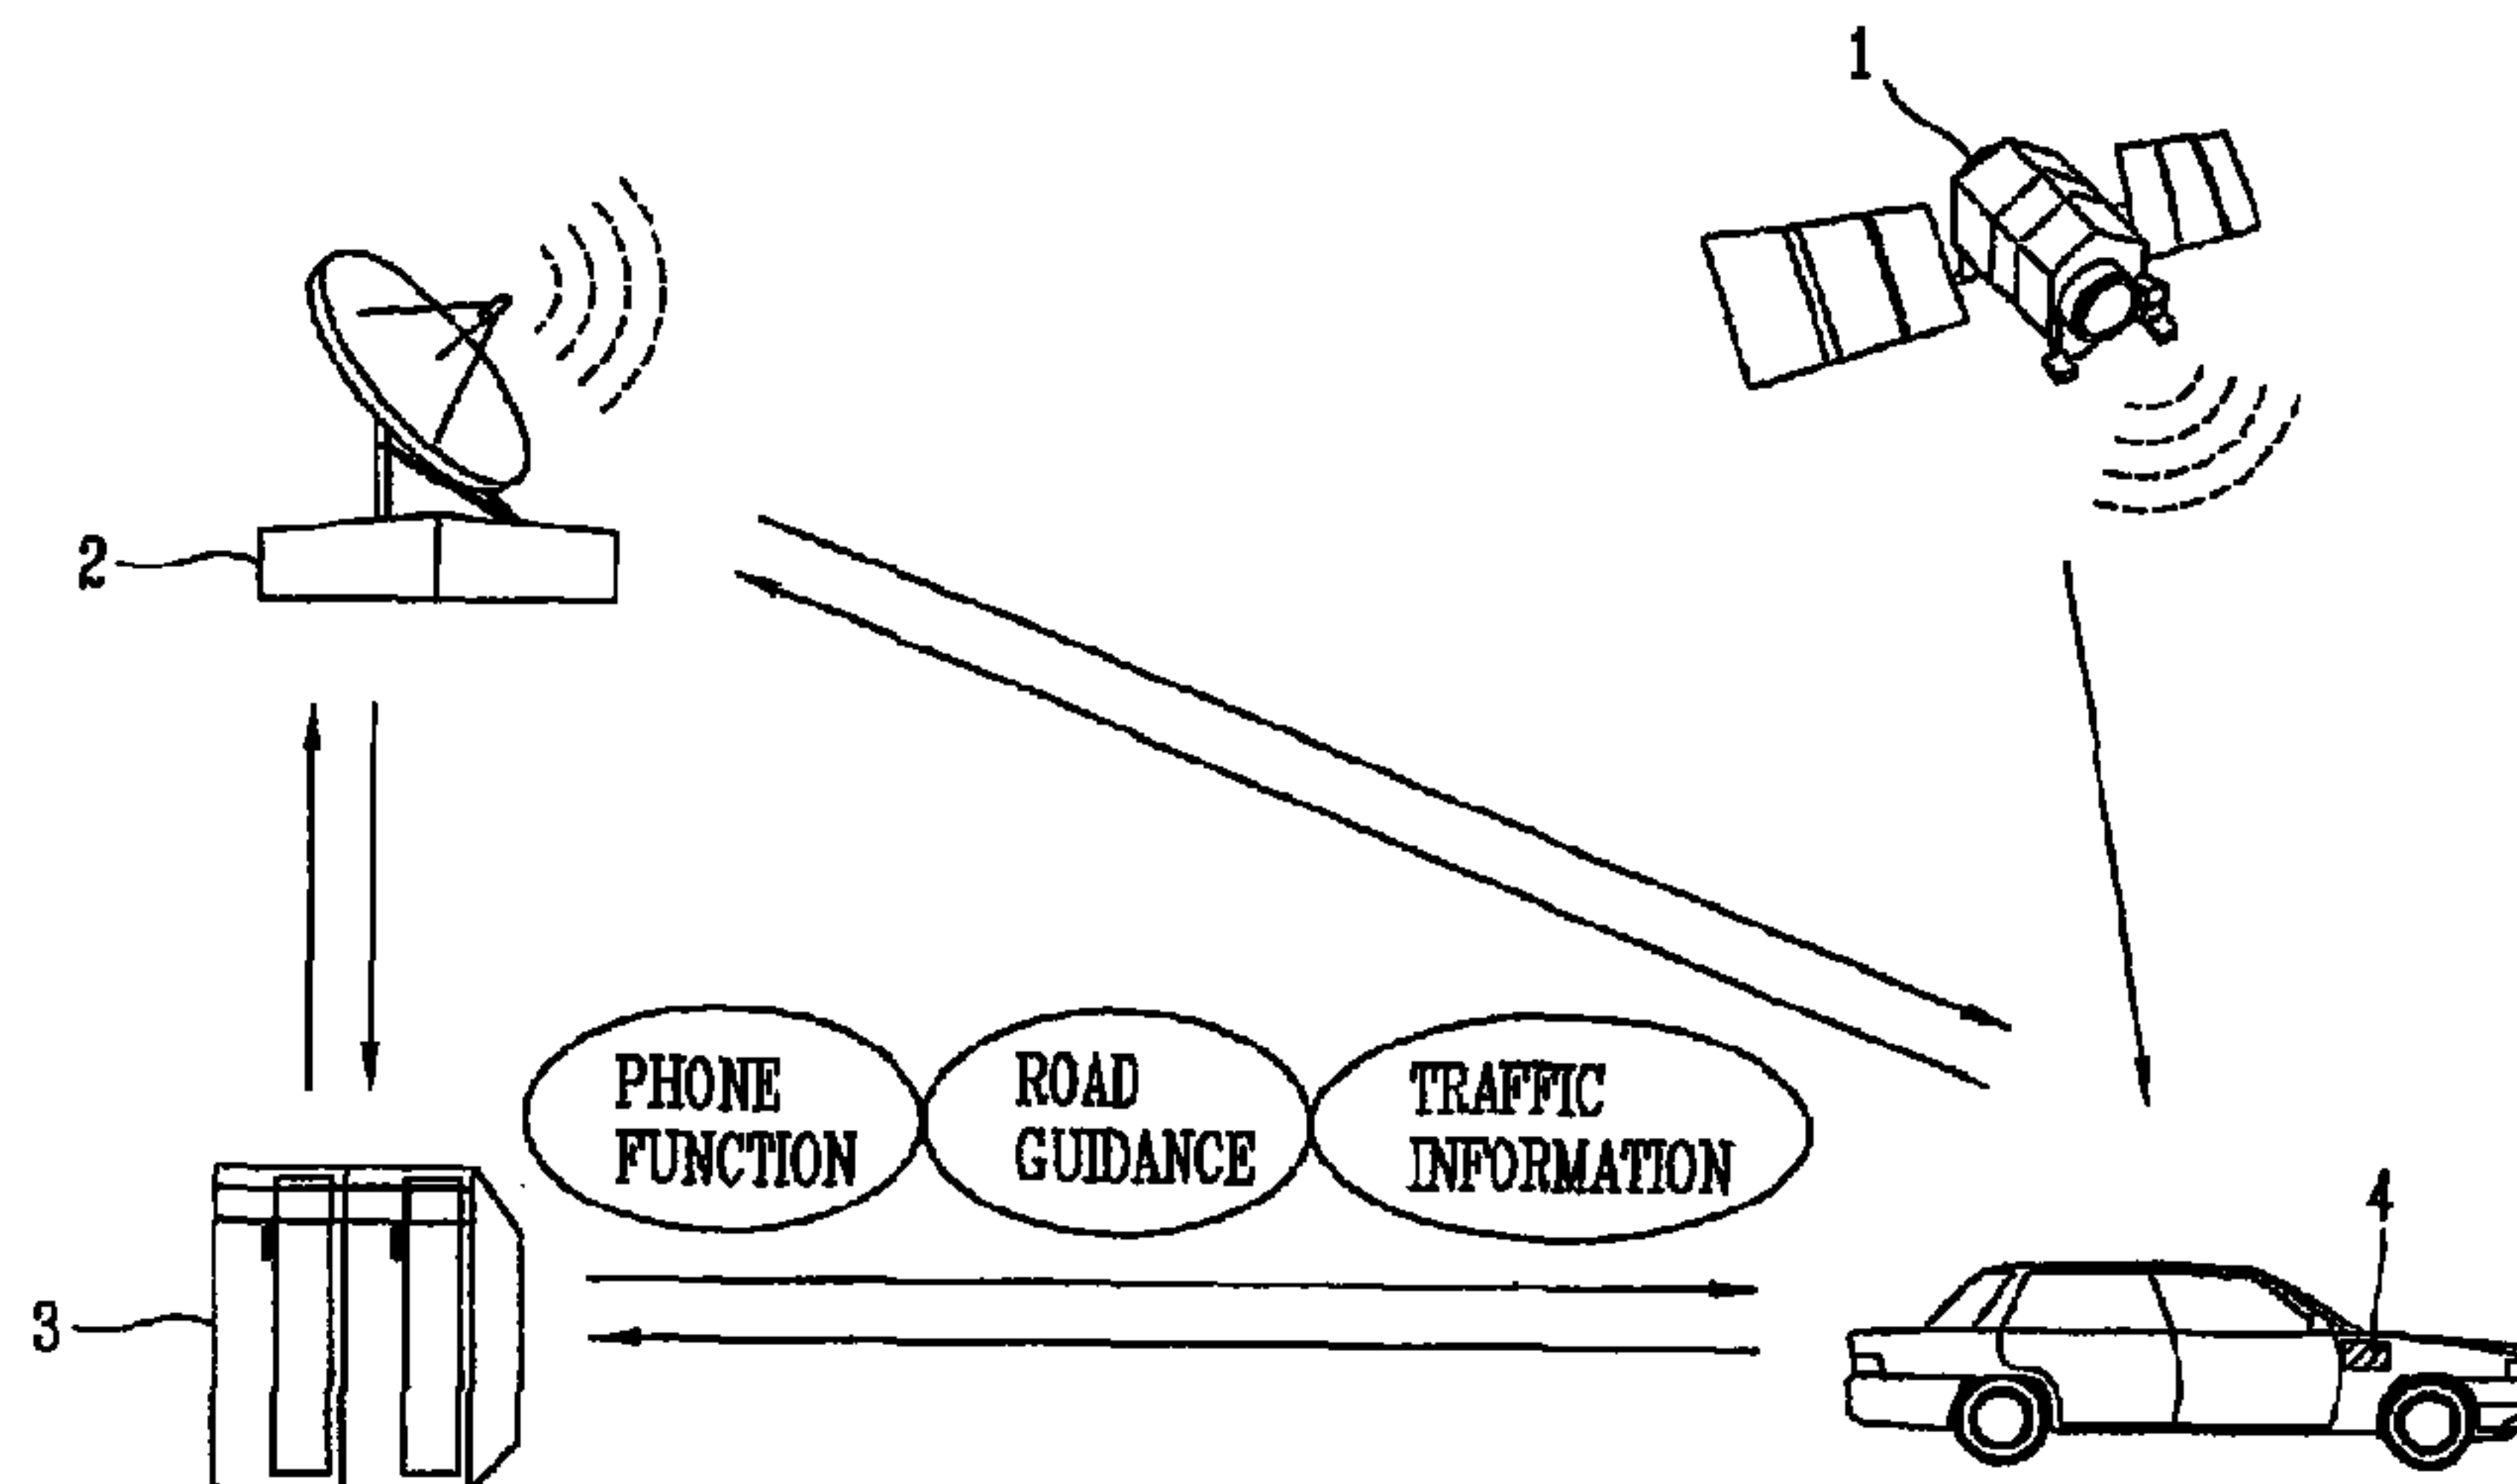 1
2
PHONE
FUNCTION
ROAD
GUIDANCE
TRAFFIC
INFORMATION
4
3